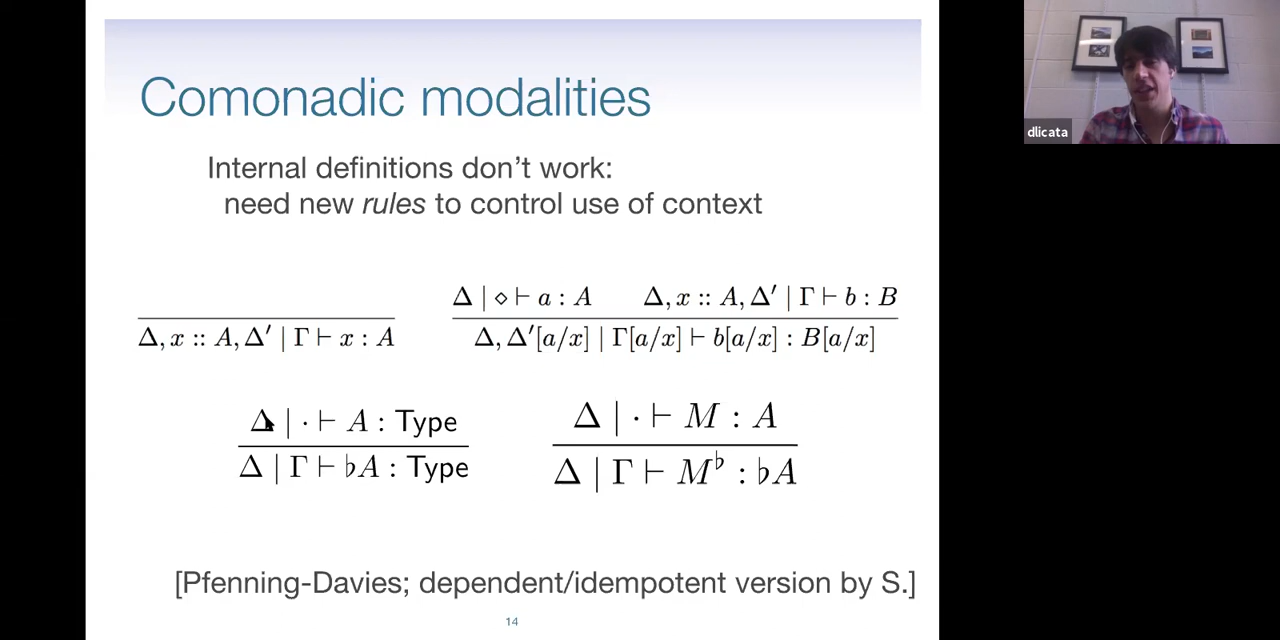 Comonadic modalities
Internal definitions don't work:
need new rules to control use of context
Δ | ⋄ ⊢ a : A    Δ, x :: A, Δ′ | Γ ⊢ b : B
Δ, x :: A, Δ′ | Γ ⊢ x : A    Δ, Δ′[a/x] | Γ[a/x] ⊢ b[a/x] : B[a/x]
Δ | · ⊢ A : Type    Δ | · ⊢ M : A
Δ | Γ ⊢ ♭A : Type    Δ | Γ ⊢ M♭ : ♭A
[Pfenning-Davies; dependent/idempotent version by S.]
14
dlicata